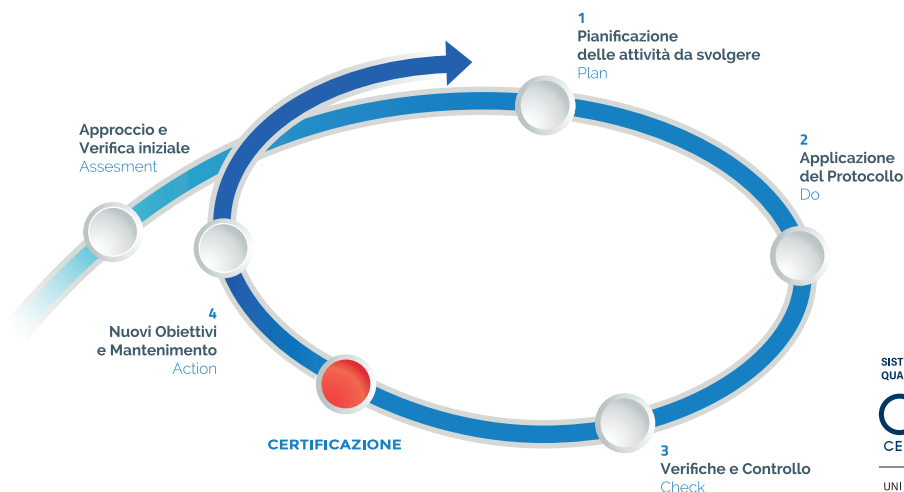 1
Pianificazione
delle attività da svolgere
Plan
Approccio e
Verifica iniziale
Assesment
2
Applicazione
del Protocollo
Do
4
Nuovi Obiettivi
e Mantenimento
Action
CERTIFICAZIONE
3
Verifiche e Controllo
Check
UNI